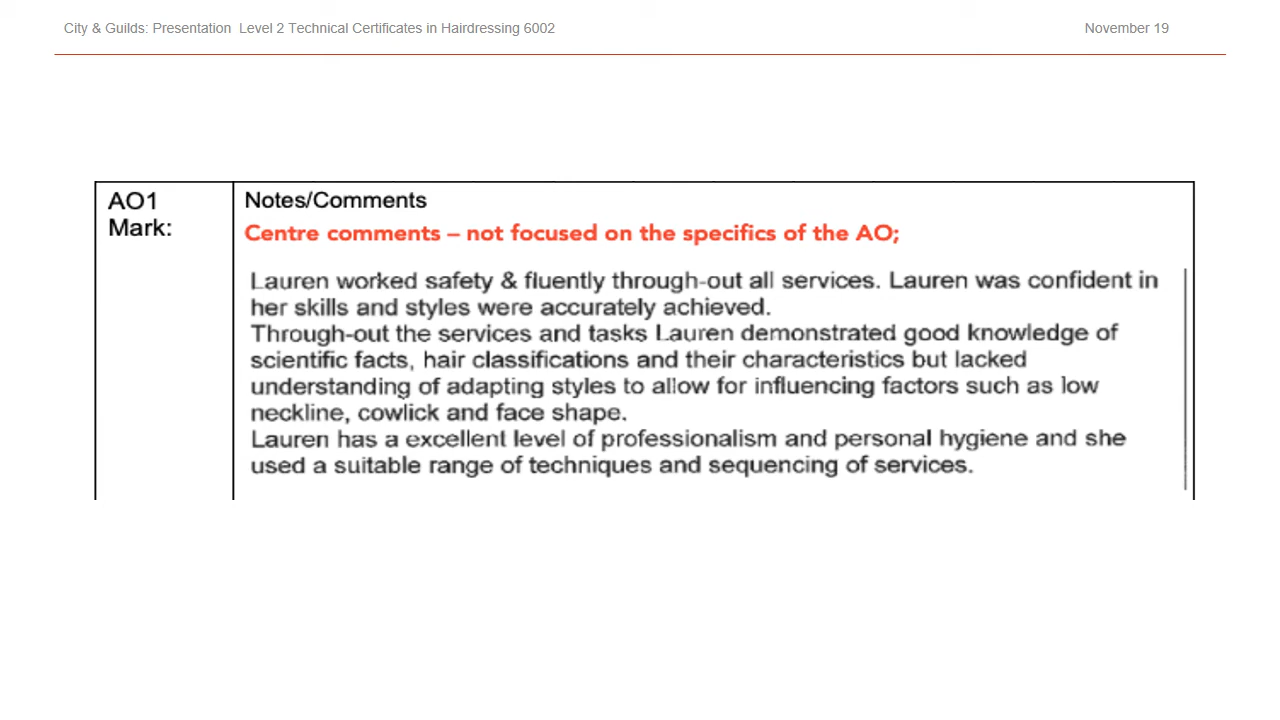 City & Guilds: Presentation  Level 2 Technical Certificates in Hairdressing 6002
November 19
AO1
Mark:
Notes/Comments
Centre comments – not focused on the specifics of the AO;
Lauren worked safety & fluently through-out all services. Lauren was confident in
her skills and styles were accurately achieved.
Through-out the services and tasks Lauren demonstrated good knowledge of
scientific facts, hair classifications and their characteristics but lacked
understanding of adapting styles to allow for influencing factors such as low
neckline, cowlick and face shape.
Lauren has a excellent level of professionalism and personal hygiene and she
used a suitable range of techniques and sequencing of services.